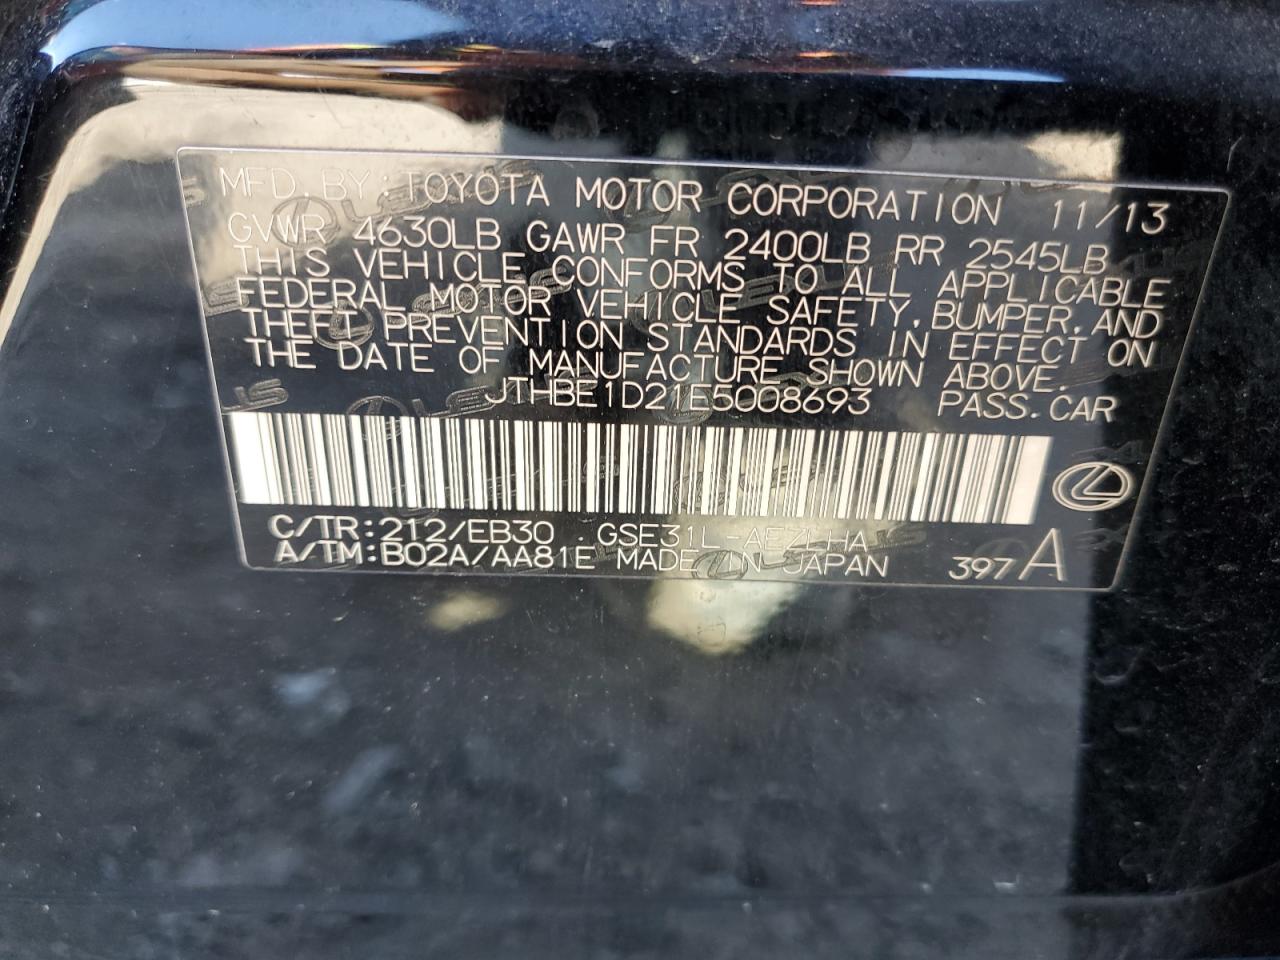 MFD. BY: TOYOTA MOTOR CORPORATION 11/13
GVWR 4630LB GAWR FR 2400LB RR 2545LB
THIS VEHICLE CONFORMS TO ALL APPLICABLE
FEDERAL MOTOR VEHICLE SAFETY, BUMPER, AND
THEFT PREVENTION STANDARDS IN EFFECT ON
THE DATE OF MANUFACTURE SHOWN ABOVE.
JTHBE1D21E5008693 PASS. CAR
C/TR:212/EB30 GSE31L-AEZLHA
A/TM:B02A/AA81E MADE IN JAPAN 397 A